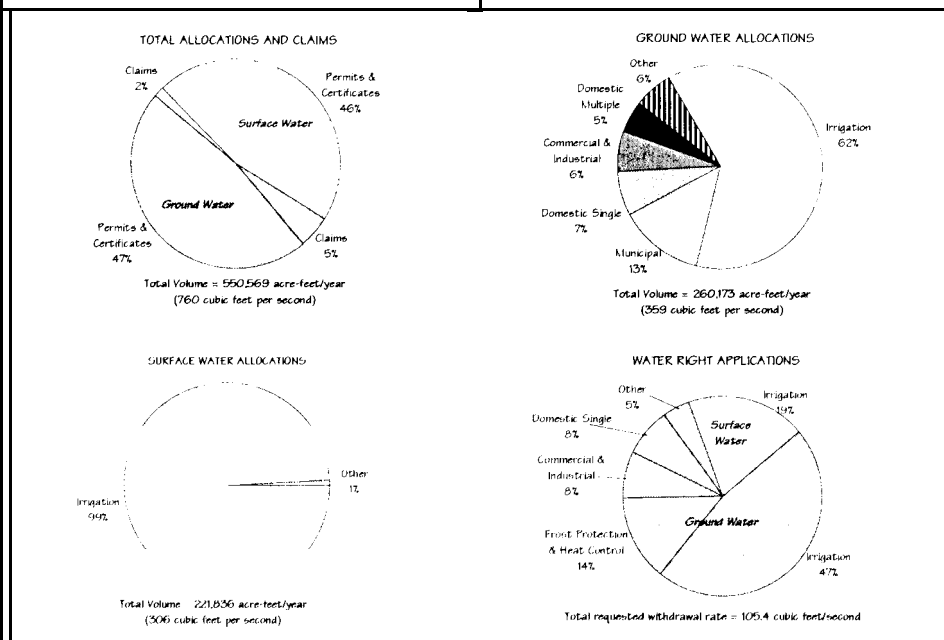 TOTAL ALLOCATIONS AND CLAIMS
Claims
2%
Permits &
Certificates
46%
Surface Water
Ground Water
Permits &
Certificates
47%
Claims
5%
Total Volume = 550,569 acre-feet/year
(760 cubic feet per second)
GROUND WATER ALLOCATIONS
Other
6%
Domestic
Multiple
5%
Commercial &
Industrial
6%
Domestic Single
7%
Municipal
13%
Irrigation
62%
Total Volume = 260,173 acre-feet/year
(359 cubic feet per second)
SURFACE WATER ALLOCATIONS
Other
1%
Irrigation
99%
Total Volume 221,836 acre-feet/year
(306 cubic feet per second)
WATER RIGHT APPLICATIONS
Other
5%
Irrigation
19%
Domestic Single
8%
Surface
Water
Commercial &
Industrial
8%
Ground Water
Frost Protection
& Heat Control
14%
Irrigation
47%
Total requested withdrawal rate = 105.4 cubic feet/second